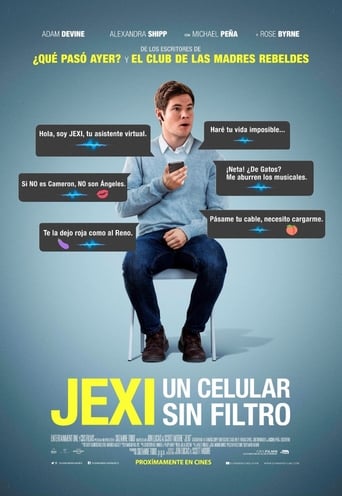 ADAM DEVINE ALEXANDRA SHIPP CON MICHAEL PEÑA Y ROSE BYRNE
DE LOS ESCRITORES DE
¿QUÉ PASÓ AYER? Y EL CLUB DE LAS MADRES REBELDES
Hola, soy JEXI, tu asistente virtual.
Haré tu vida imposible...
Si NO es Cameron, NO son Ángeles.
¡Neta! ¿De Gatos?
Me aburren los musicales.
Te la dejo roja como al Reno.
Pásame tu cable, necesito cargarme.
JEXI UN CELULAR
SIN FILTRO
PRÓXIMAMENTE EN CINES